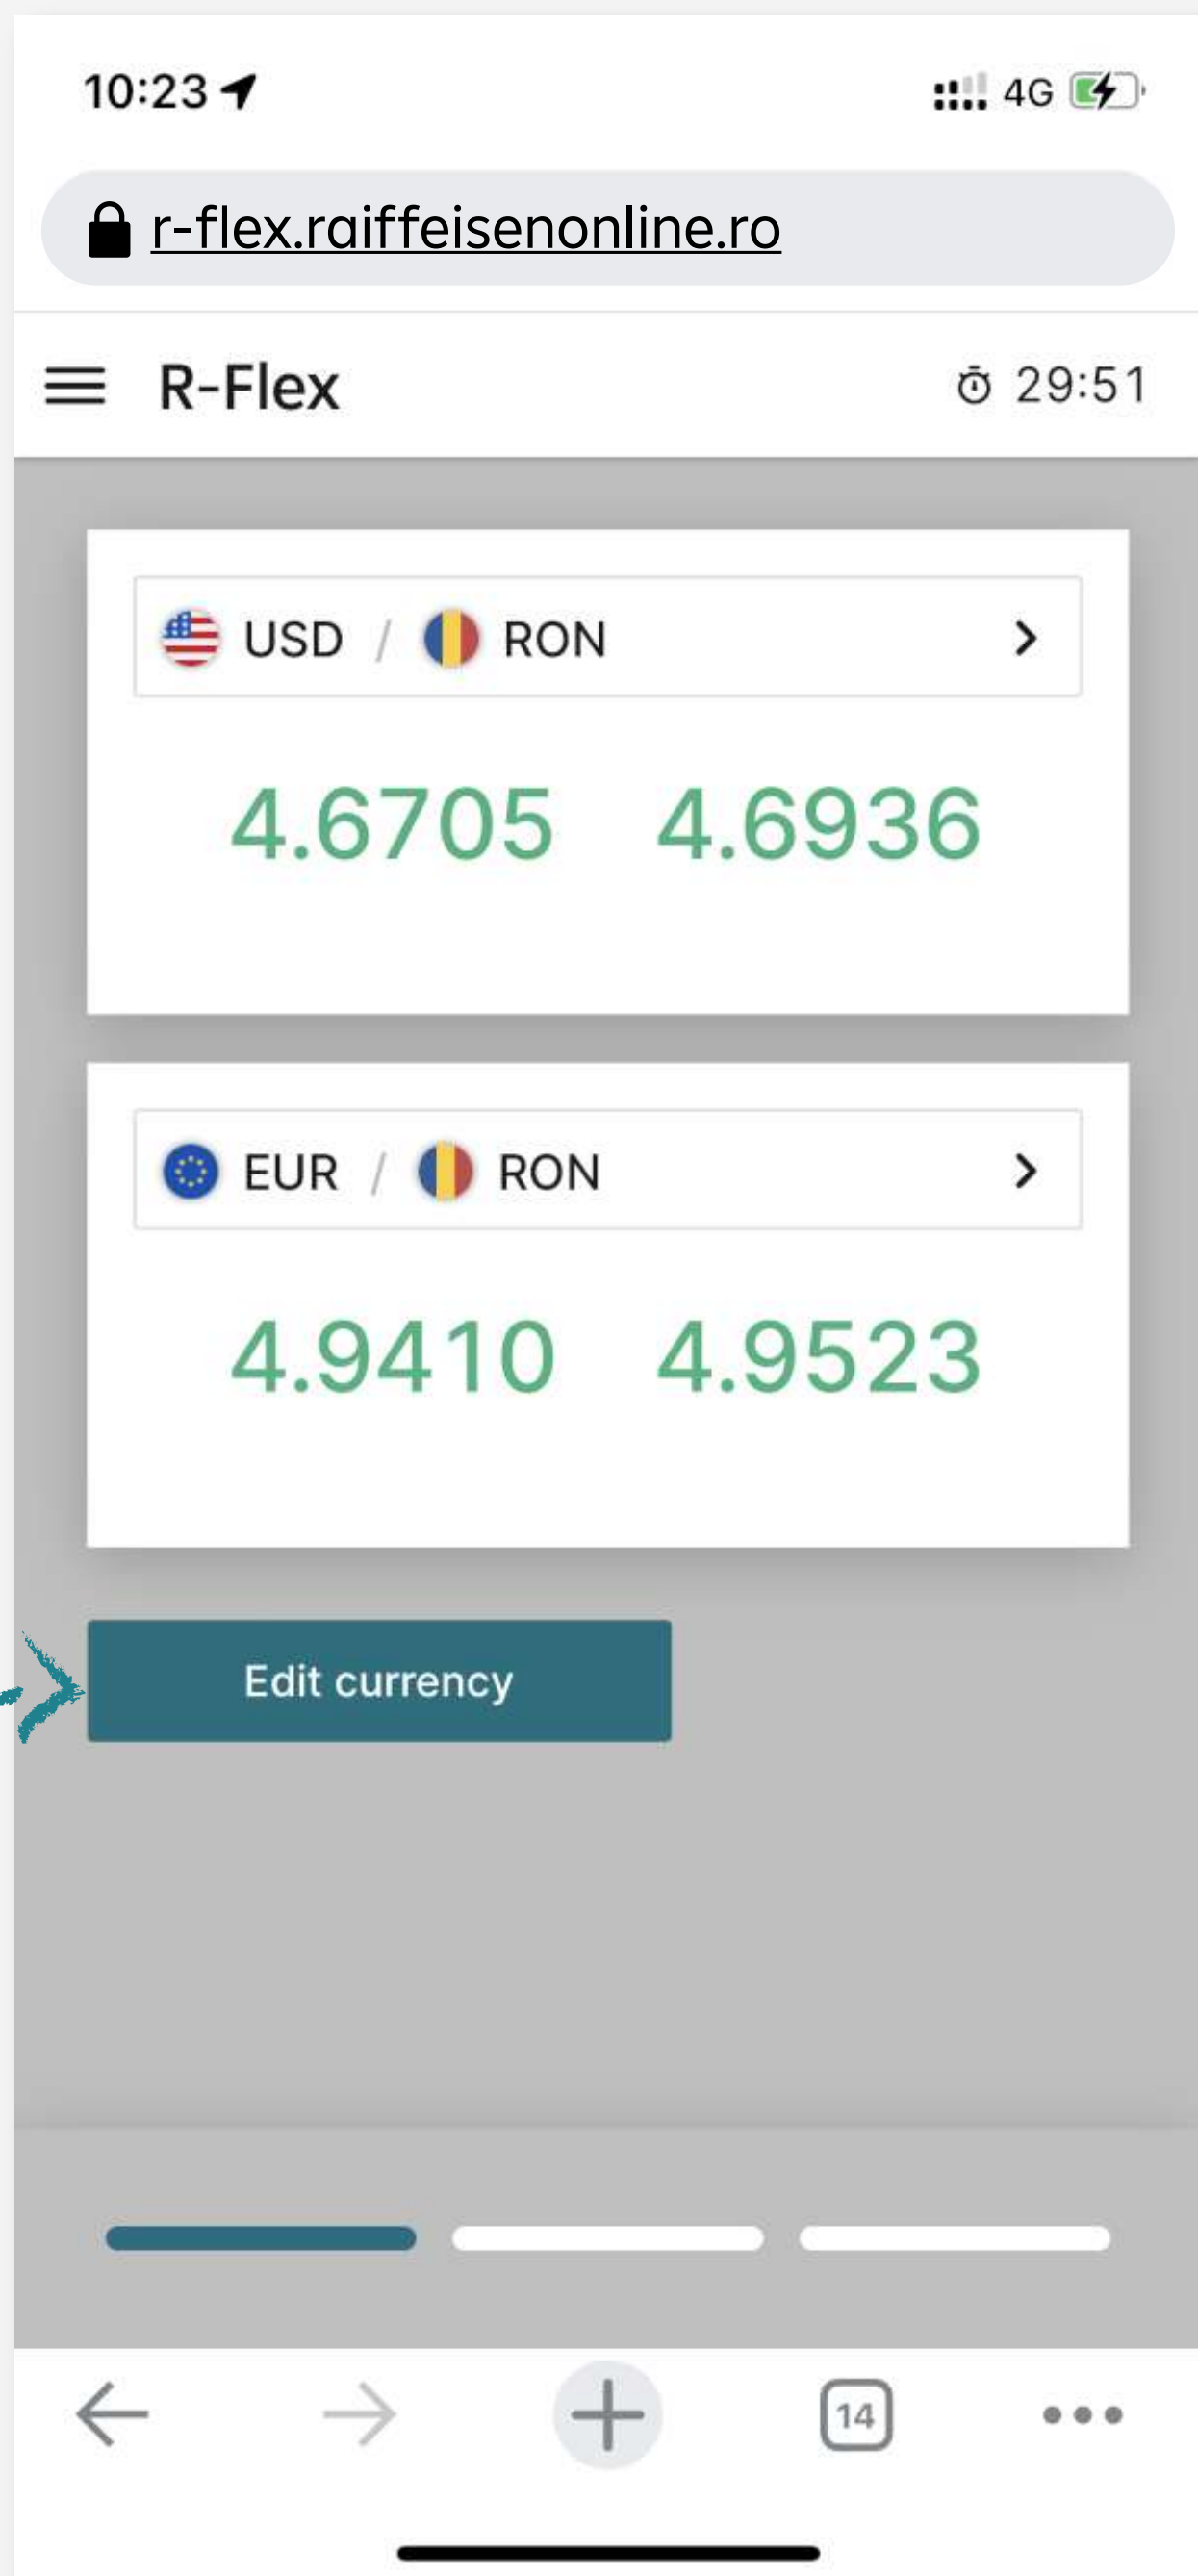 10:23 4G
r-flex.raiffeisenonline.ro
R-Flex 29:51
USD / RON
4.6705 4.6936
EUR / RON
4.9410 4.9523
Edit currency
14